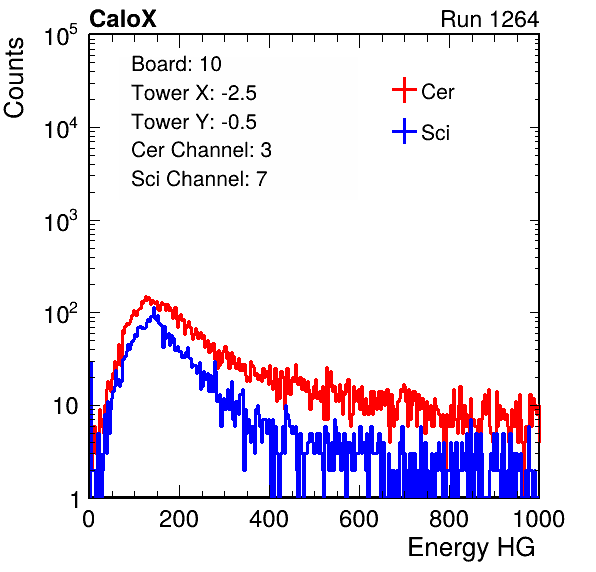 CaloX Run 1264
Counts
10^5
10^4
10^3
10^2
10
1
Board: 10
Tower X: -2.5
Tower Y: -0.5
Cer Channel: 3
Sci Channel: 7
Cer
Sci
0 200 400 600 800 1000
Energy HG